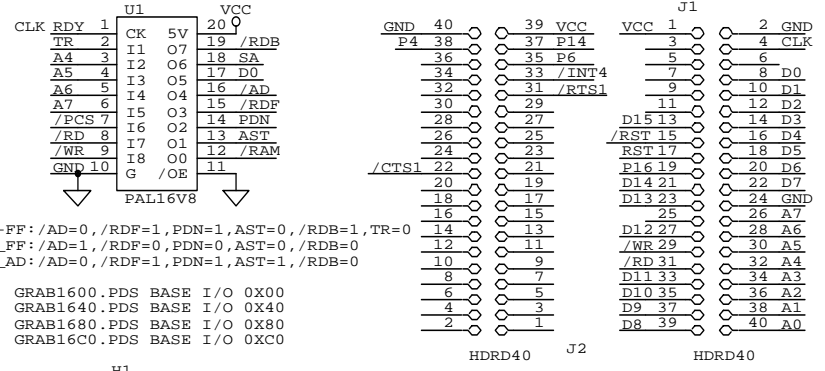 U1
VCC
CLK RDY 1 CK 5V 20
TR 2 I1 O7 19 /RDB
A4 3 I2 O6 18 SA
A5 4 I3 O5 17 D0
A6 5 I4 O4 16 /AD
A7 6 I5 O3 15 /RDF
/PCS 7 I6 O2 14 PDN
/RD 8 I7 O1 13 AST
/WR 9 I8 O0 12 /RAM
GND 10 G /OE 11
PAL16V8
-FF:/AD=0,/RDF=1,PDN=1,AST=0,/RDB=1,TR=0
_FF:/AD=1,/RDF=0,PDN=0,AST=0,/RDB=0
_AD:/AD=0,/RDF=1,PDN=1,AST=1,/RDB=0
GRAB1600.PDS BASE I/O 0X00
GRAB1640.PDS BASE I/O 0X40
GRAB1680.PDS BASE I/O 0X80
GRAB16C0.PDS BASE I/O 0XC0
H1
GND 40 39 VCC
P4 38 37 P14
36 35 P6
34 33 /INT4
32 31 /RTS1
30 29
28 27
26 25
24 23
/CTS1 22 21
20 19
18 17
16 15
14 13
12 11
10 9
8 7
6 5
4 3
2 1
HDRD40
J2
J1
VCC 1 2 GND
3 4 CLK
5 6
7 8 D0
9 10 D1
11 12 D2
D15 13 14 D3
/RST 15 16 D4
RST 17 18 D5
P16 19 20 D6
D14 21 22 D7
D13 23 24 GND
25 26 A7
D12 27 28 A6
/WR 29 30 A5
/RD 31 32 A4
D11 33 34 A3
D10 35 36 A2
D9 37 38 A1
D8 39 40 A0
HDRD40